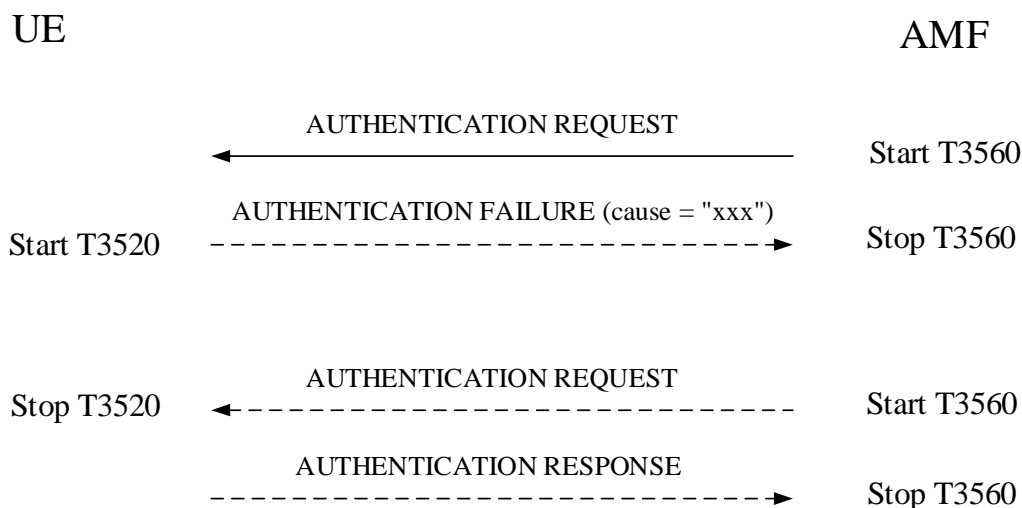 UE
AMF
AUTHENTICATION REQUEST
Start T3560
AUTHENTICATION FAILURE (cause = "xxx")
Start T3520
Stop T3560
AUTHENTICATION REQUEST
Stop T3520
Start T3560
AUTHENTICATION RESPONSE
Stop T3560